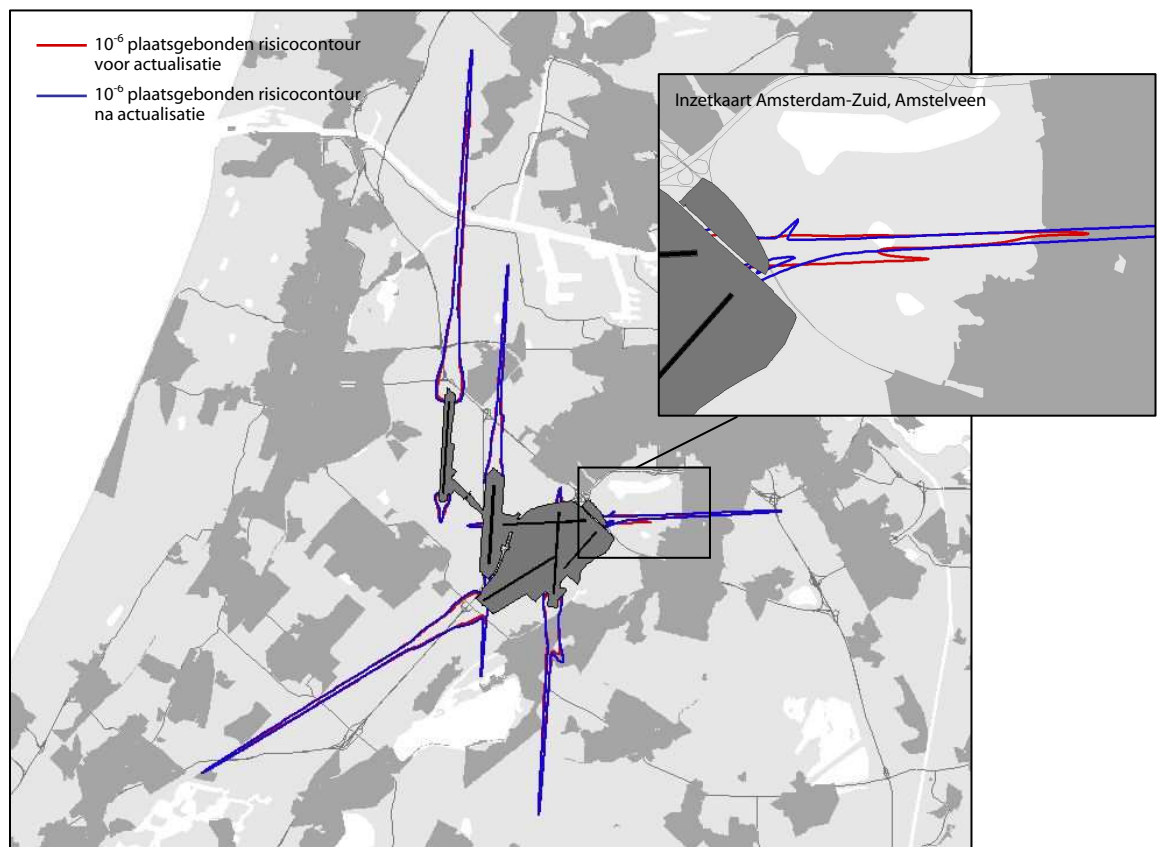 10⁻⁶ plaatsgebonden risicocontour
voor actualisatie
10⁻⁶ plaatsgebonden risicocontour
na actualisatie
Inzetkaart Amsterdam-Zuid, Amstelveen